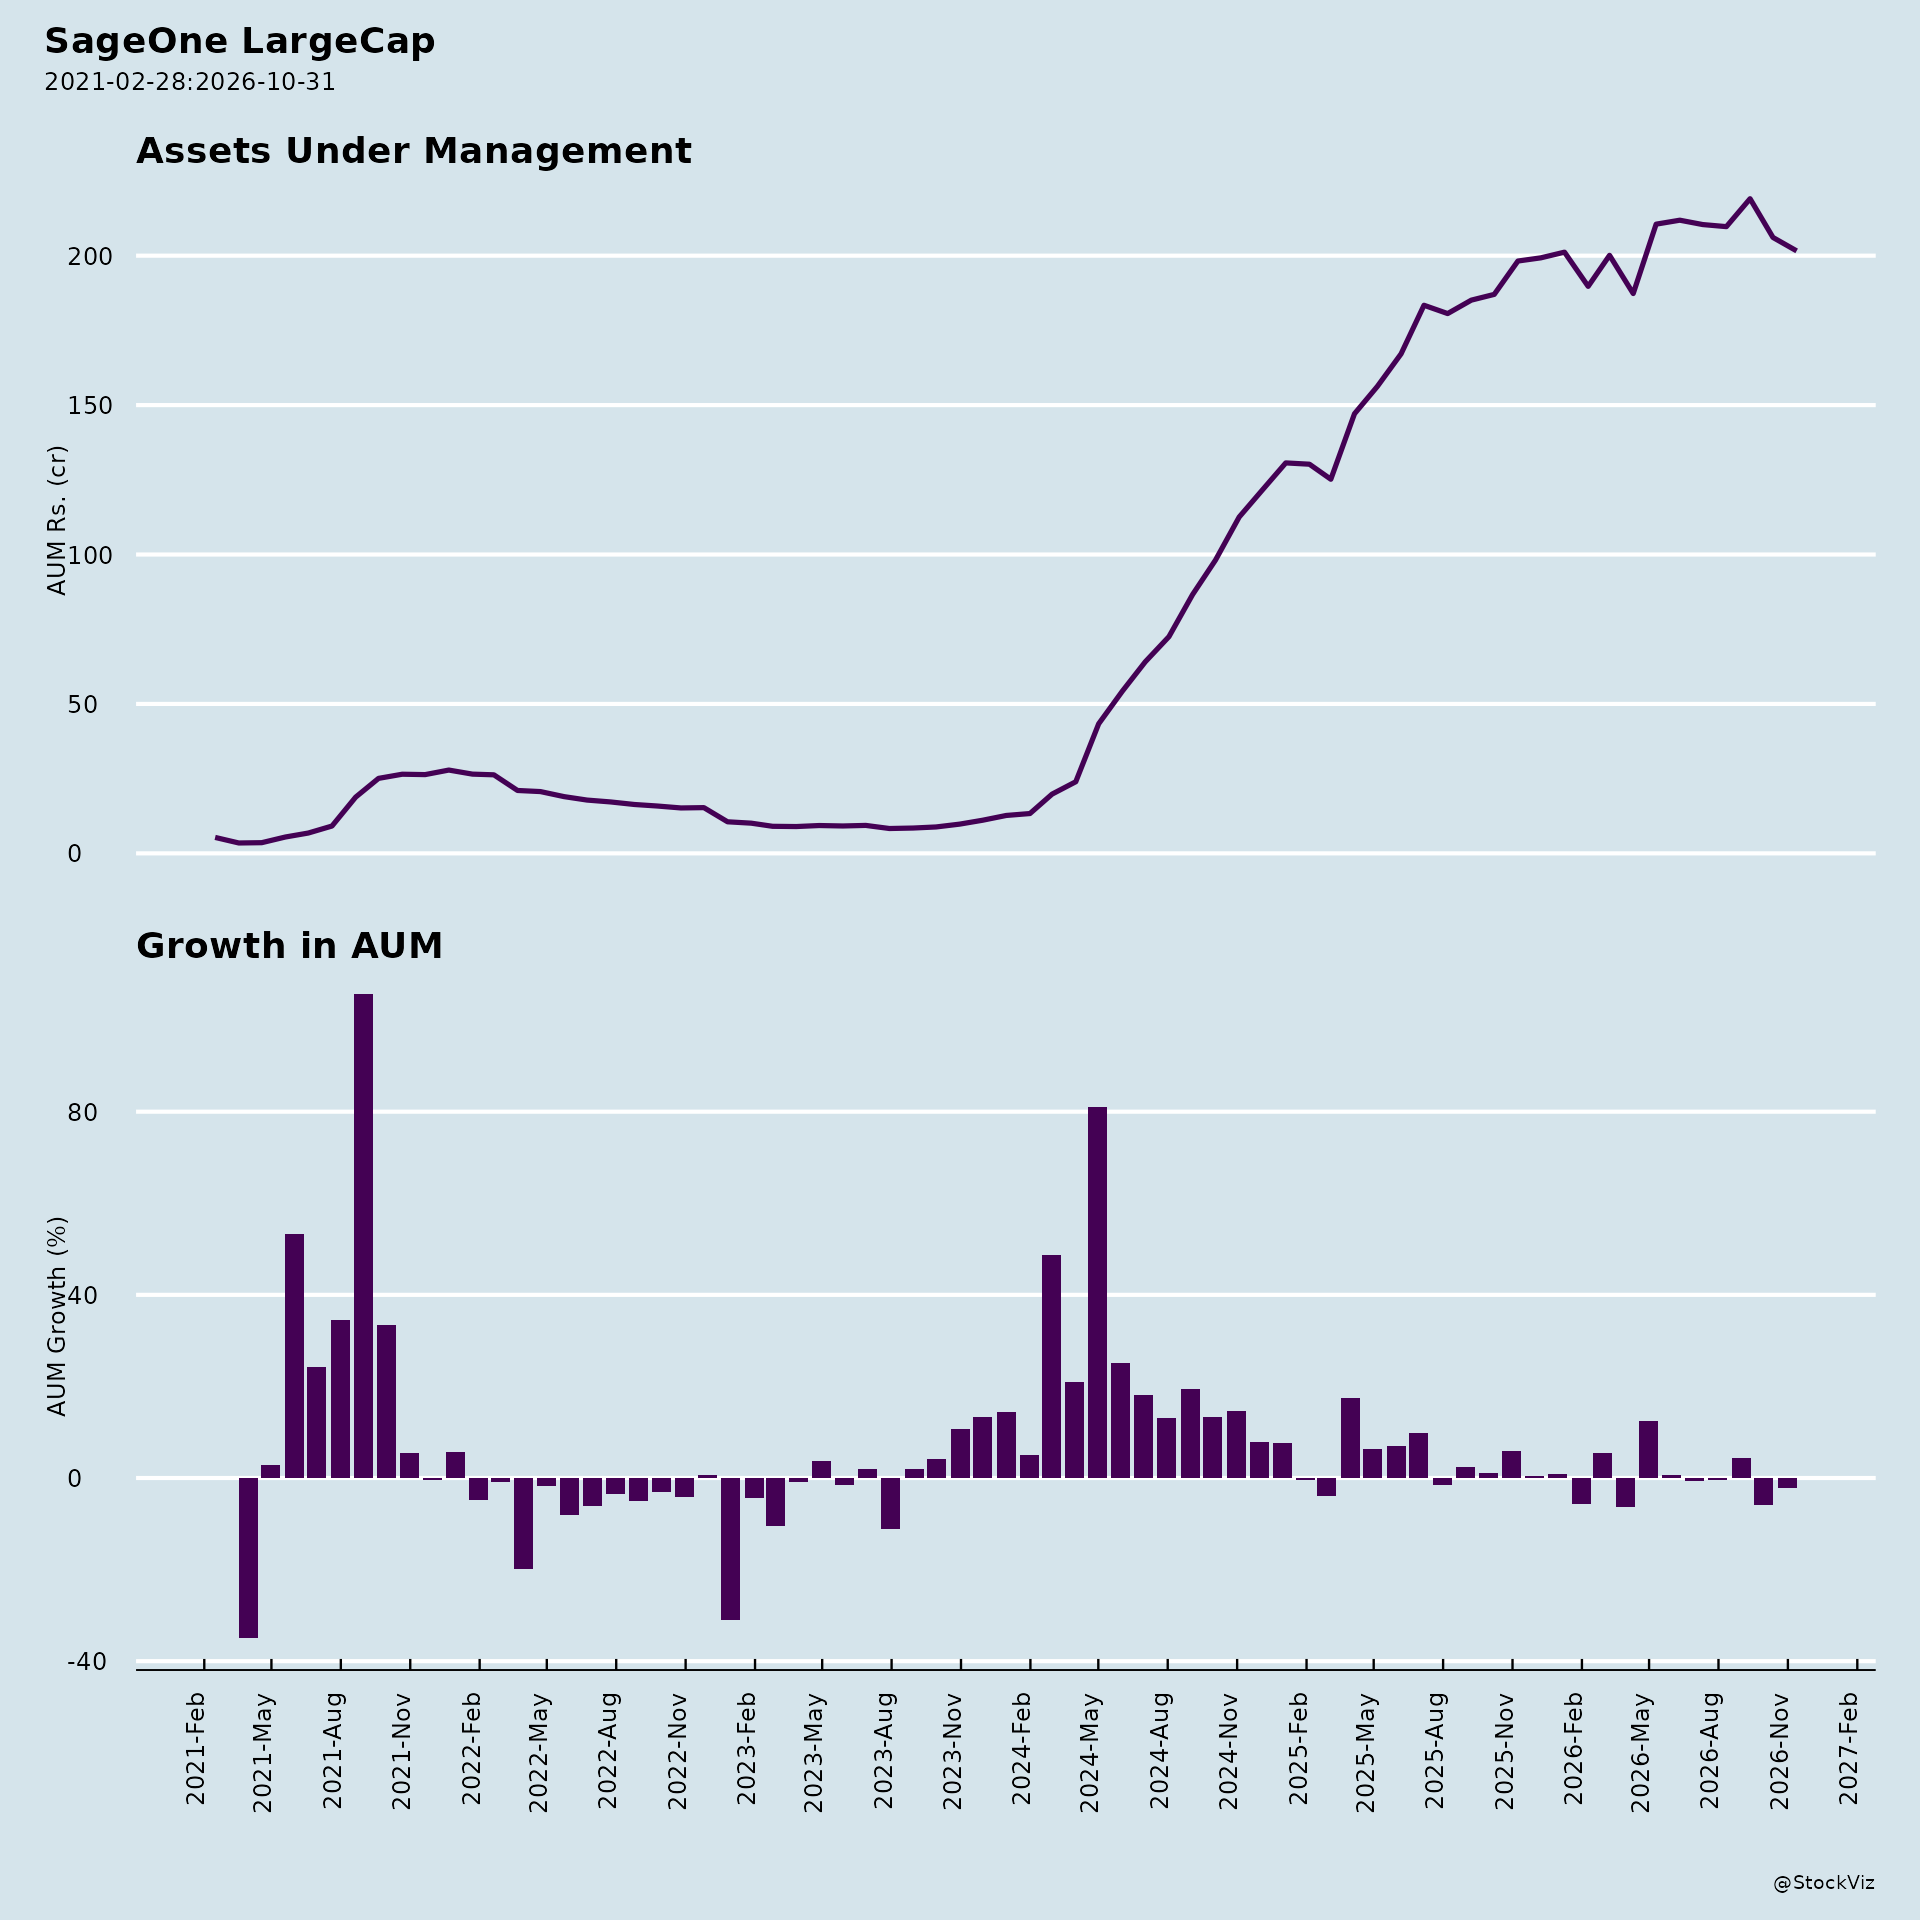 SageOne LargeCap
2021-02-28:2026-10-31
Assets Under Management
AUM Rs. (cr)
200
150
100
50
0
Growth in AUM
AUM Growth (%)
80
40
0
-40
2021-Feb
2021-May
2021-Aug
2021-Nov
2022-Feb
2022-May
2022-Aug
2022-Nov
2023-Feb
2023-May
2023-Aug
2023-Nov
2024-Feb
2024-May
2024-Aug
2024-Nov
2025-Feb
2025-May
2025-Aug
2025-Nov
2026-Feb
2026-May
2026-Aug
2026-Nov
2027-Feb
@StockViz